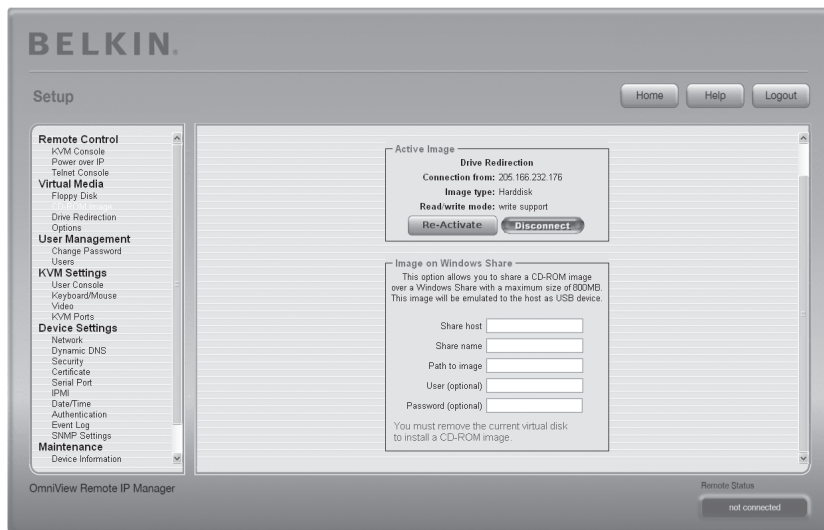 BELKIN.
Setup
Home
Help
Logout
Remote Control
KVM Console
Power over IP
Telnet Console
Virtual Media
Floppy Disk
CD-ROM Image
Drive Redirection
Options
User Management
Change Password
Users
KVM Settings
User Console
Keyboard/Mouse
Video
KVM Ports
Device Settings
Network
Dynamic DNS
Security
Certificate
Serial Port
IPMI
Date/Time
Authentication
Event Log
SNMP Settings
Maintenance
Device Information
Active Image
Drive Redirection
Connection from: 205.166.232.176
Image type: Harddisk
Read/write mode: write support
Re-Activate
Disconnect
Image on Windows Share
This option allows you to share a CD-ROM image
over a Windows Share with a maximum size of 800MB.
This image will be emulated to the host as USB device.
Share host
Share name
Path to image
User (optional)
Password (optional)
You must remove the current virtual disk
to install a CD-ROM image.
OmniView Remote IP Manager
Remote Status
not connected